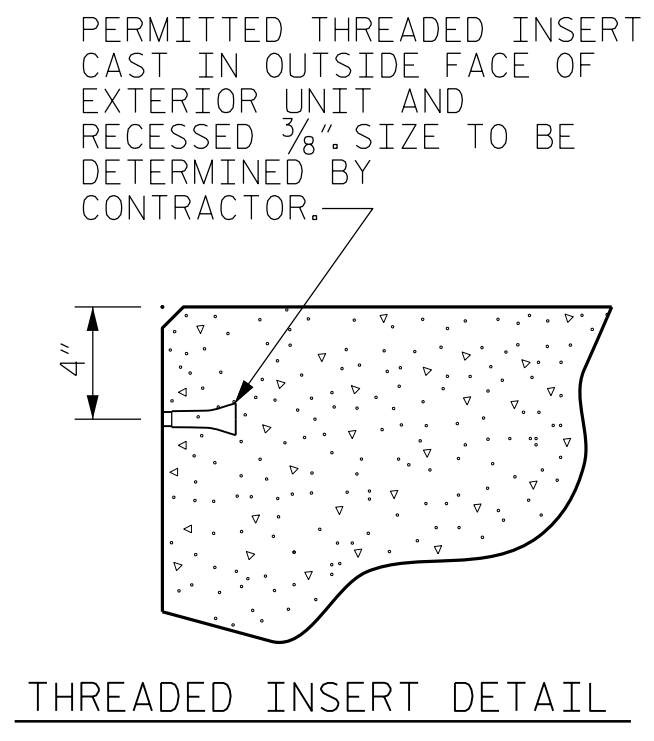 PERMITTED THREADED INSERT
CAST IN OUTSIDE FACE OF
EXTERIOR UNIT AND
RECESSED 3/8". SIZE TO BE
DETERMINED BY
CONTRACTOR.
4"
THREADED INSERT DETAIL